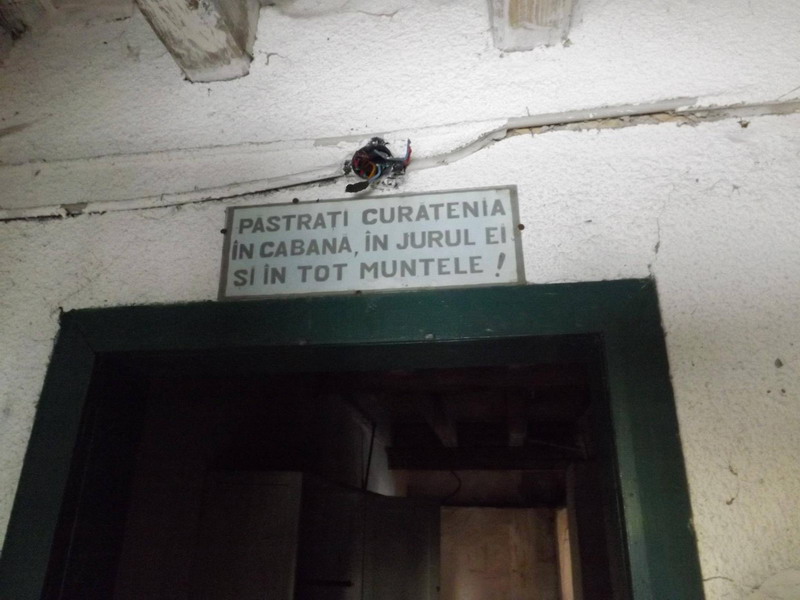 PASTRATI CURATENIA
ÎN CABANA, ÎN JURUL EI
SI ÎN TOT MUNTELE !